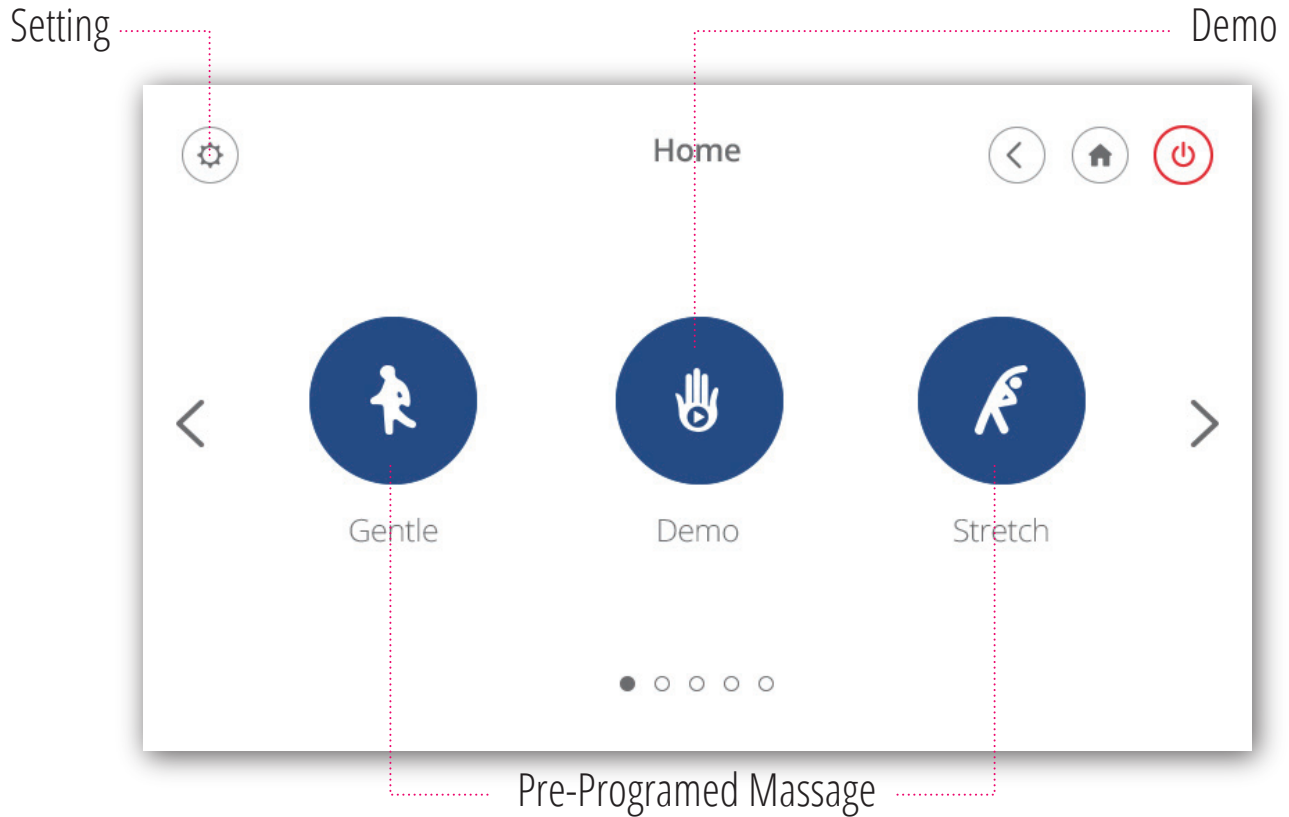 Setting
Demo
Home
Gentle
Demo
Stretch
Pre-Programed Massage